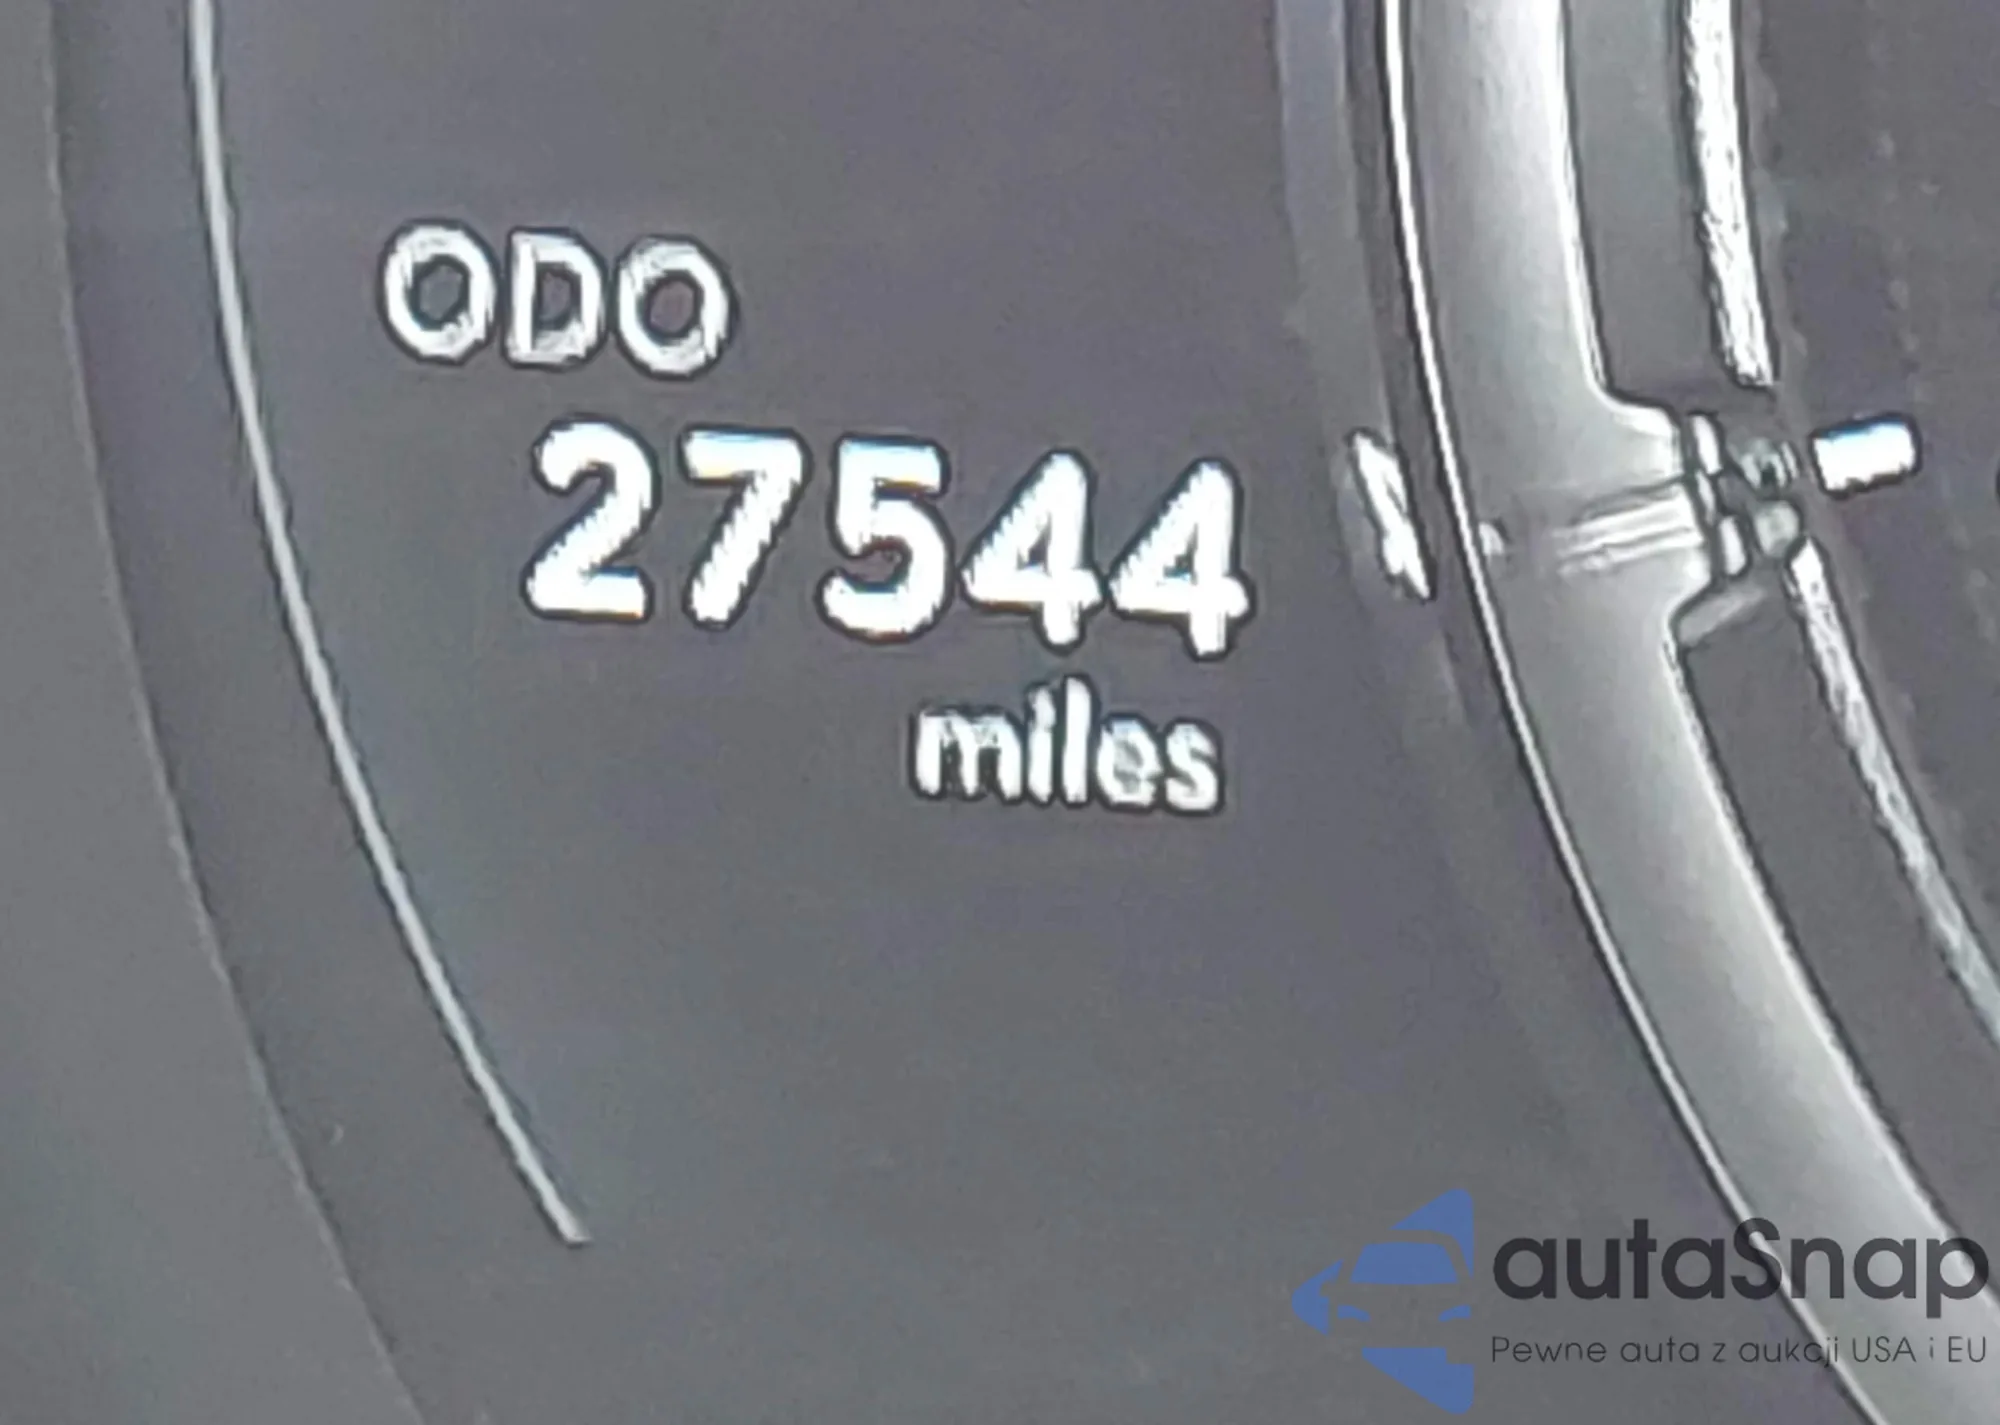 ODO
27544
miles
autaSnap
Pewne auta z aukcji USA i EU